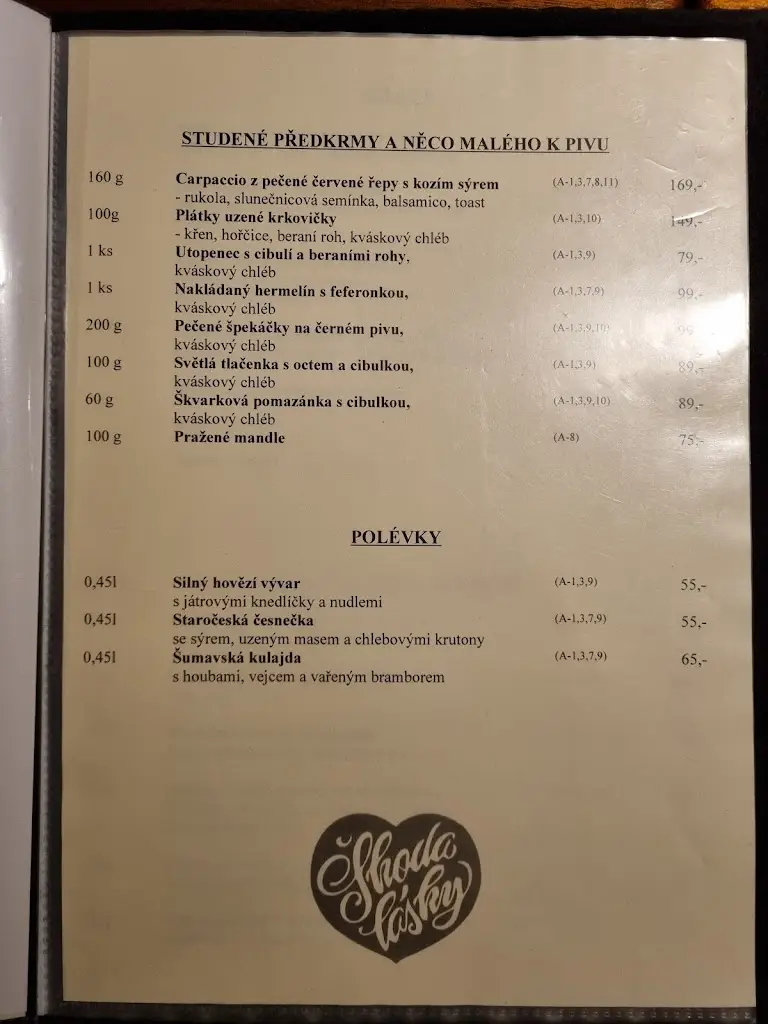 STUDENÉ PŘEDKRMY A NĚCO MALÉHO K PIVU
160 g Carpaccio z pečené červené řepy s kozím sýrem (A-1,3,7,8,11) 169,-
- rukola, slunečnicová semínka, balsamico, toast
100g Plátky uzené krkovičky (A-1,3,10) 149,-
- křen, hořčice, beraní roh, kváskový chléb
1 ks Utopenec s cibulí a beraními rohy, (A-1,3,9) 79,-
kváskový chléb
1 ks Nakládaný hermelín s feferonkou, (A-1,3,7,9) 99,-
kváskový chléb
200 g Pečené špekáčky na černém pivu, (A-1,3,9,10) 99,-
kváskový chléb
100 g Světlá tlačenka s octem a cibulkou, (A-1,3,9) 89,-
kváskový chléb
60 g Škvarková pomazánka s cibulkou, (A-1,3,9,10) 89,-
kváskový chléb
100 g Pražené mandle (A-8) 75,-
POLÉVKY
0,45l Silný hovězí vývar (A-1,3,9) 55,-
s játrovými knedlíčky a nudlemi
0,45l Staročeská česnečka (A-1,3,7,9) 55,-
se sýrem, uzeným masem a chlebovými krutony
0,45l Šumavská kulajda (A-1,3,7,9) 65,-
s houbami, vejcem a vařeným bramborem
Škoda
lásky